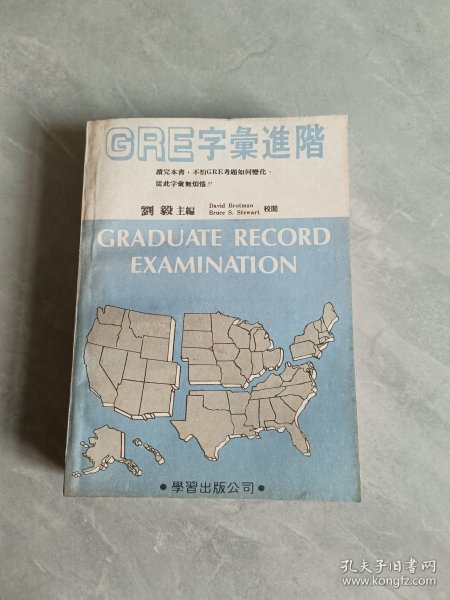 GRE字彙進階
讀完本書，不怕GRE考題如何變化，
從此字彙無煩惱!!
劉毅 主編 David Brotman 校閱
Bruce S. Stewart
GRADUATE RECORD
EXAMINATION
•學習出版公司•
孔夫子旧书网
www.kongfz.com